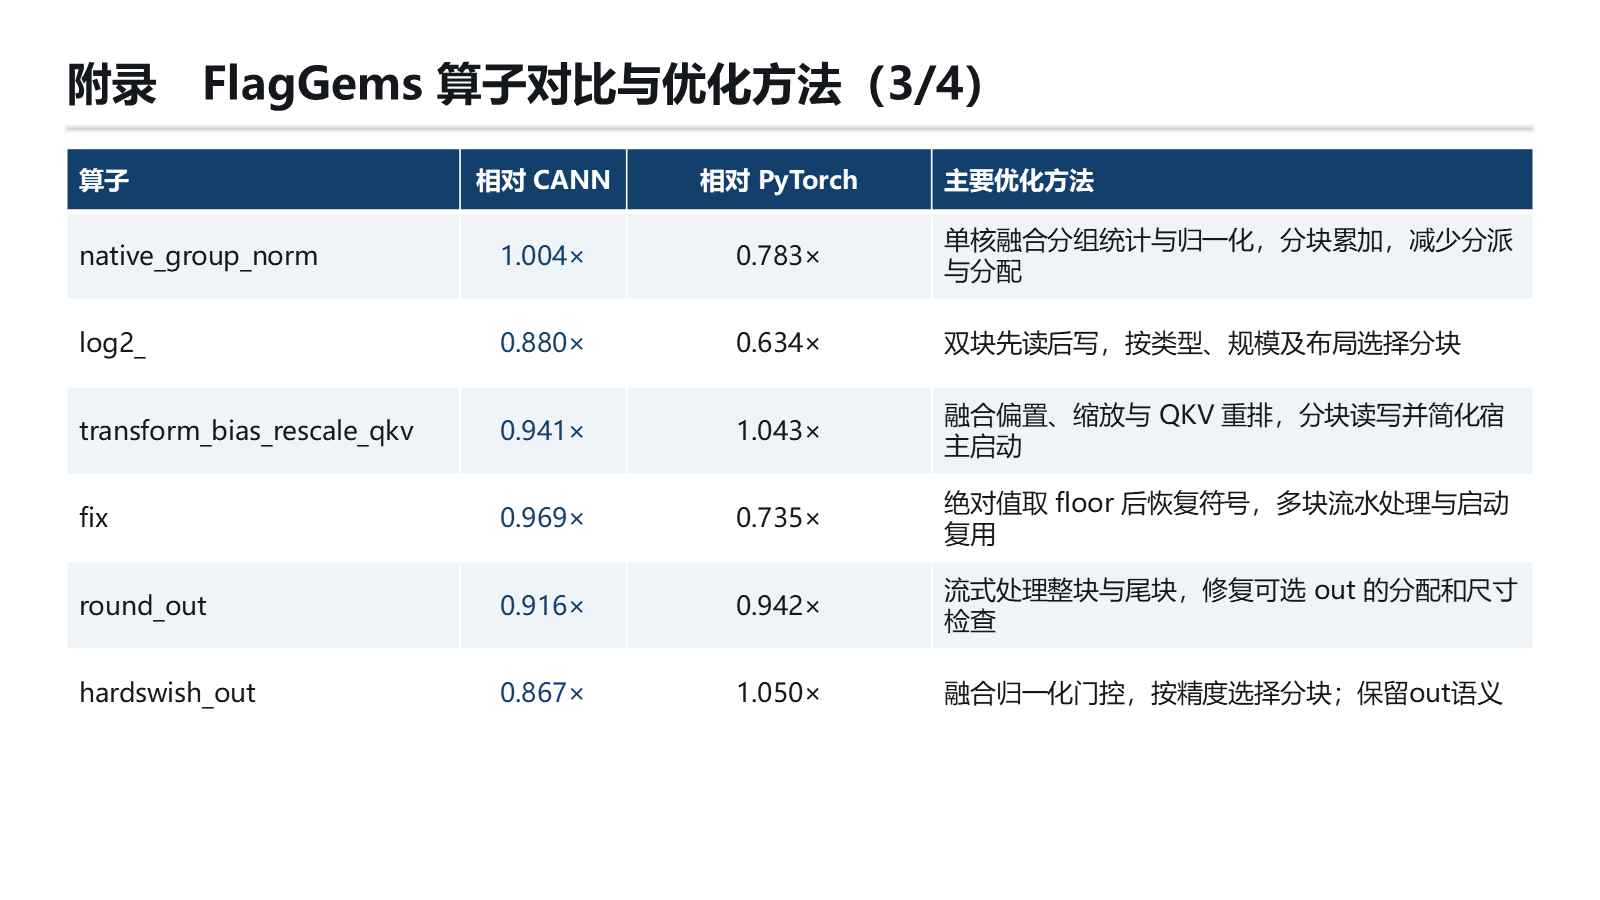 附录 FlagGems 算子对比与优化方法（3/4）
算子 相对 CANN 相对 PyTorch 主要优化方法
native_group_norm 1.004× 0.783× 单核融合分组统计与归一化，分块累加，减少分派
与分配
log2_ 0.880× 0.634× 双块先读后写，按类型、规模及布局选择分块
transform_bias_rescale_qkv 0.941× 1.043× 融合偏置、缩放与 QKV 重排，分块读写并简化宿
主启动
fix 0.969× 0.735× 绝对值取 floor 后恢复符号，多块流水处理与启动
复用
round_out 0.916× 0.942× 流式处理整块与尾块，修复可选 out 的分配和尺寸
检查
hardswish_out 0.867× 1.050× 融合归一化门控，按精度选择分块；保留out语义